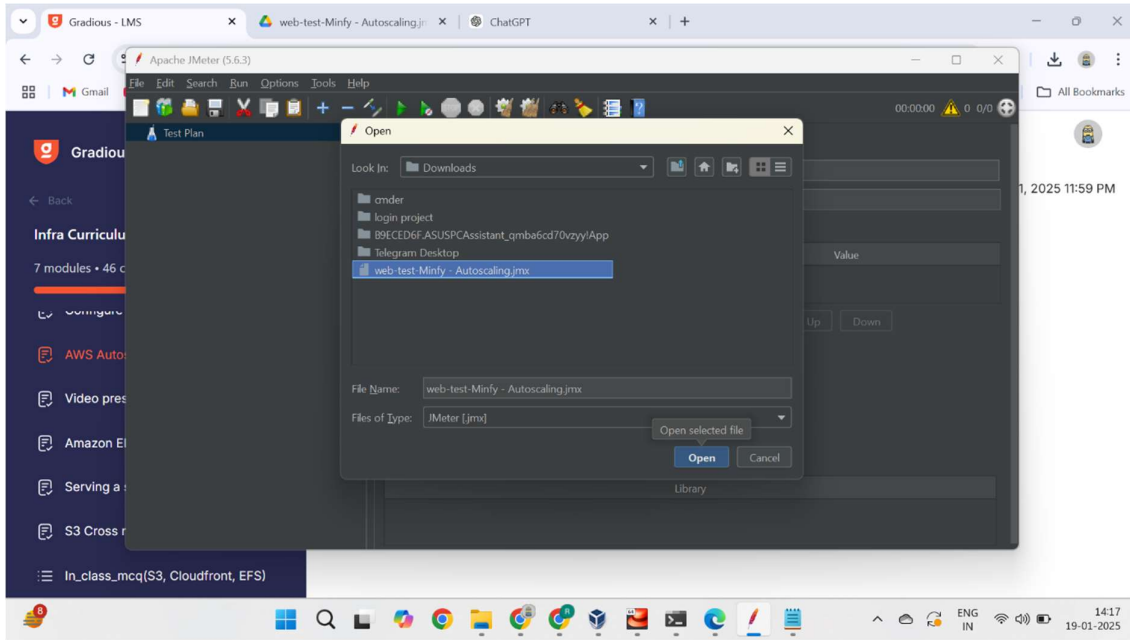 Gradious - LMS
web-test-Minfy - Autoscaling.jr
ChatGPT
Apache JMeter (5.6.3)
Gmail
All Bookmarks
File Edit Search Run Options Tools Help
00:00:00 0 0/0
Test Plan
Open
Look In: Downloads
cmder
login project
B9ECED6F.ASUSPCAssistant_qmba6cd70vzyy!App
Telegram Desktop
web-test-Minfy - Autoscaling.jmx
File Name: web-test-Minfy - Autoscaling.jmx
Files of Type: JMeter [.jmx]
Open selected file
Open Cancel
Value
Up Down
Library
1, 2025 11:59 PM
Gradiou
Back
Infra Curriculu
7 modules • 46 c
Configure
AWS Auto
Video pres
Amazon El
Serving a s
S3 Cross r
In_class_mcq(S3, Cloudfront, EFS)
8
ENG
IN
14:17
19-01-2025